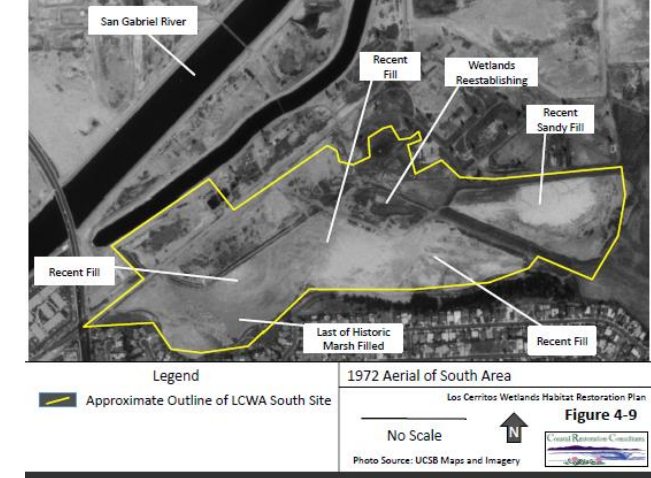 San Gabriel River
Recent
Fill
Wetlands
Reestablishing
Recent
Sandy Fill
Recent Fill
Last of Historic
Marsh Filled
Recent Fill
Legend
Approximate Outline of LCWA South Site
1972 Aerial of South Area
Los Cerritos Wetlands Habitat Restoration Plan
Figure 4-9
No Scale
N
Photo Source: UCSB Maps and Imagery
Coastal Restoration Consultants